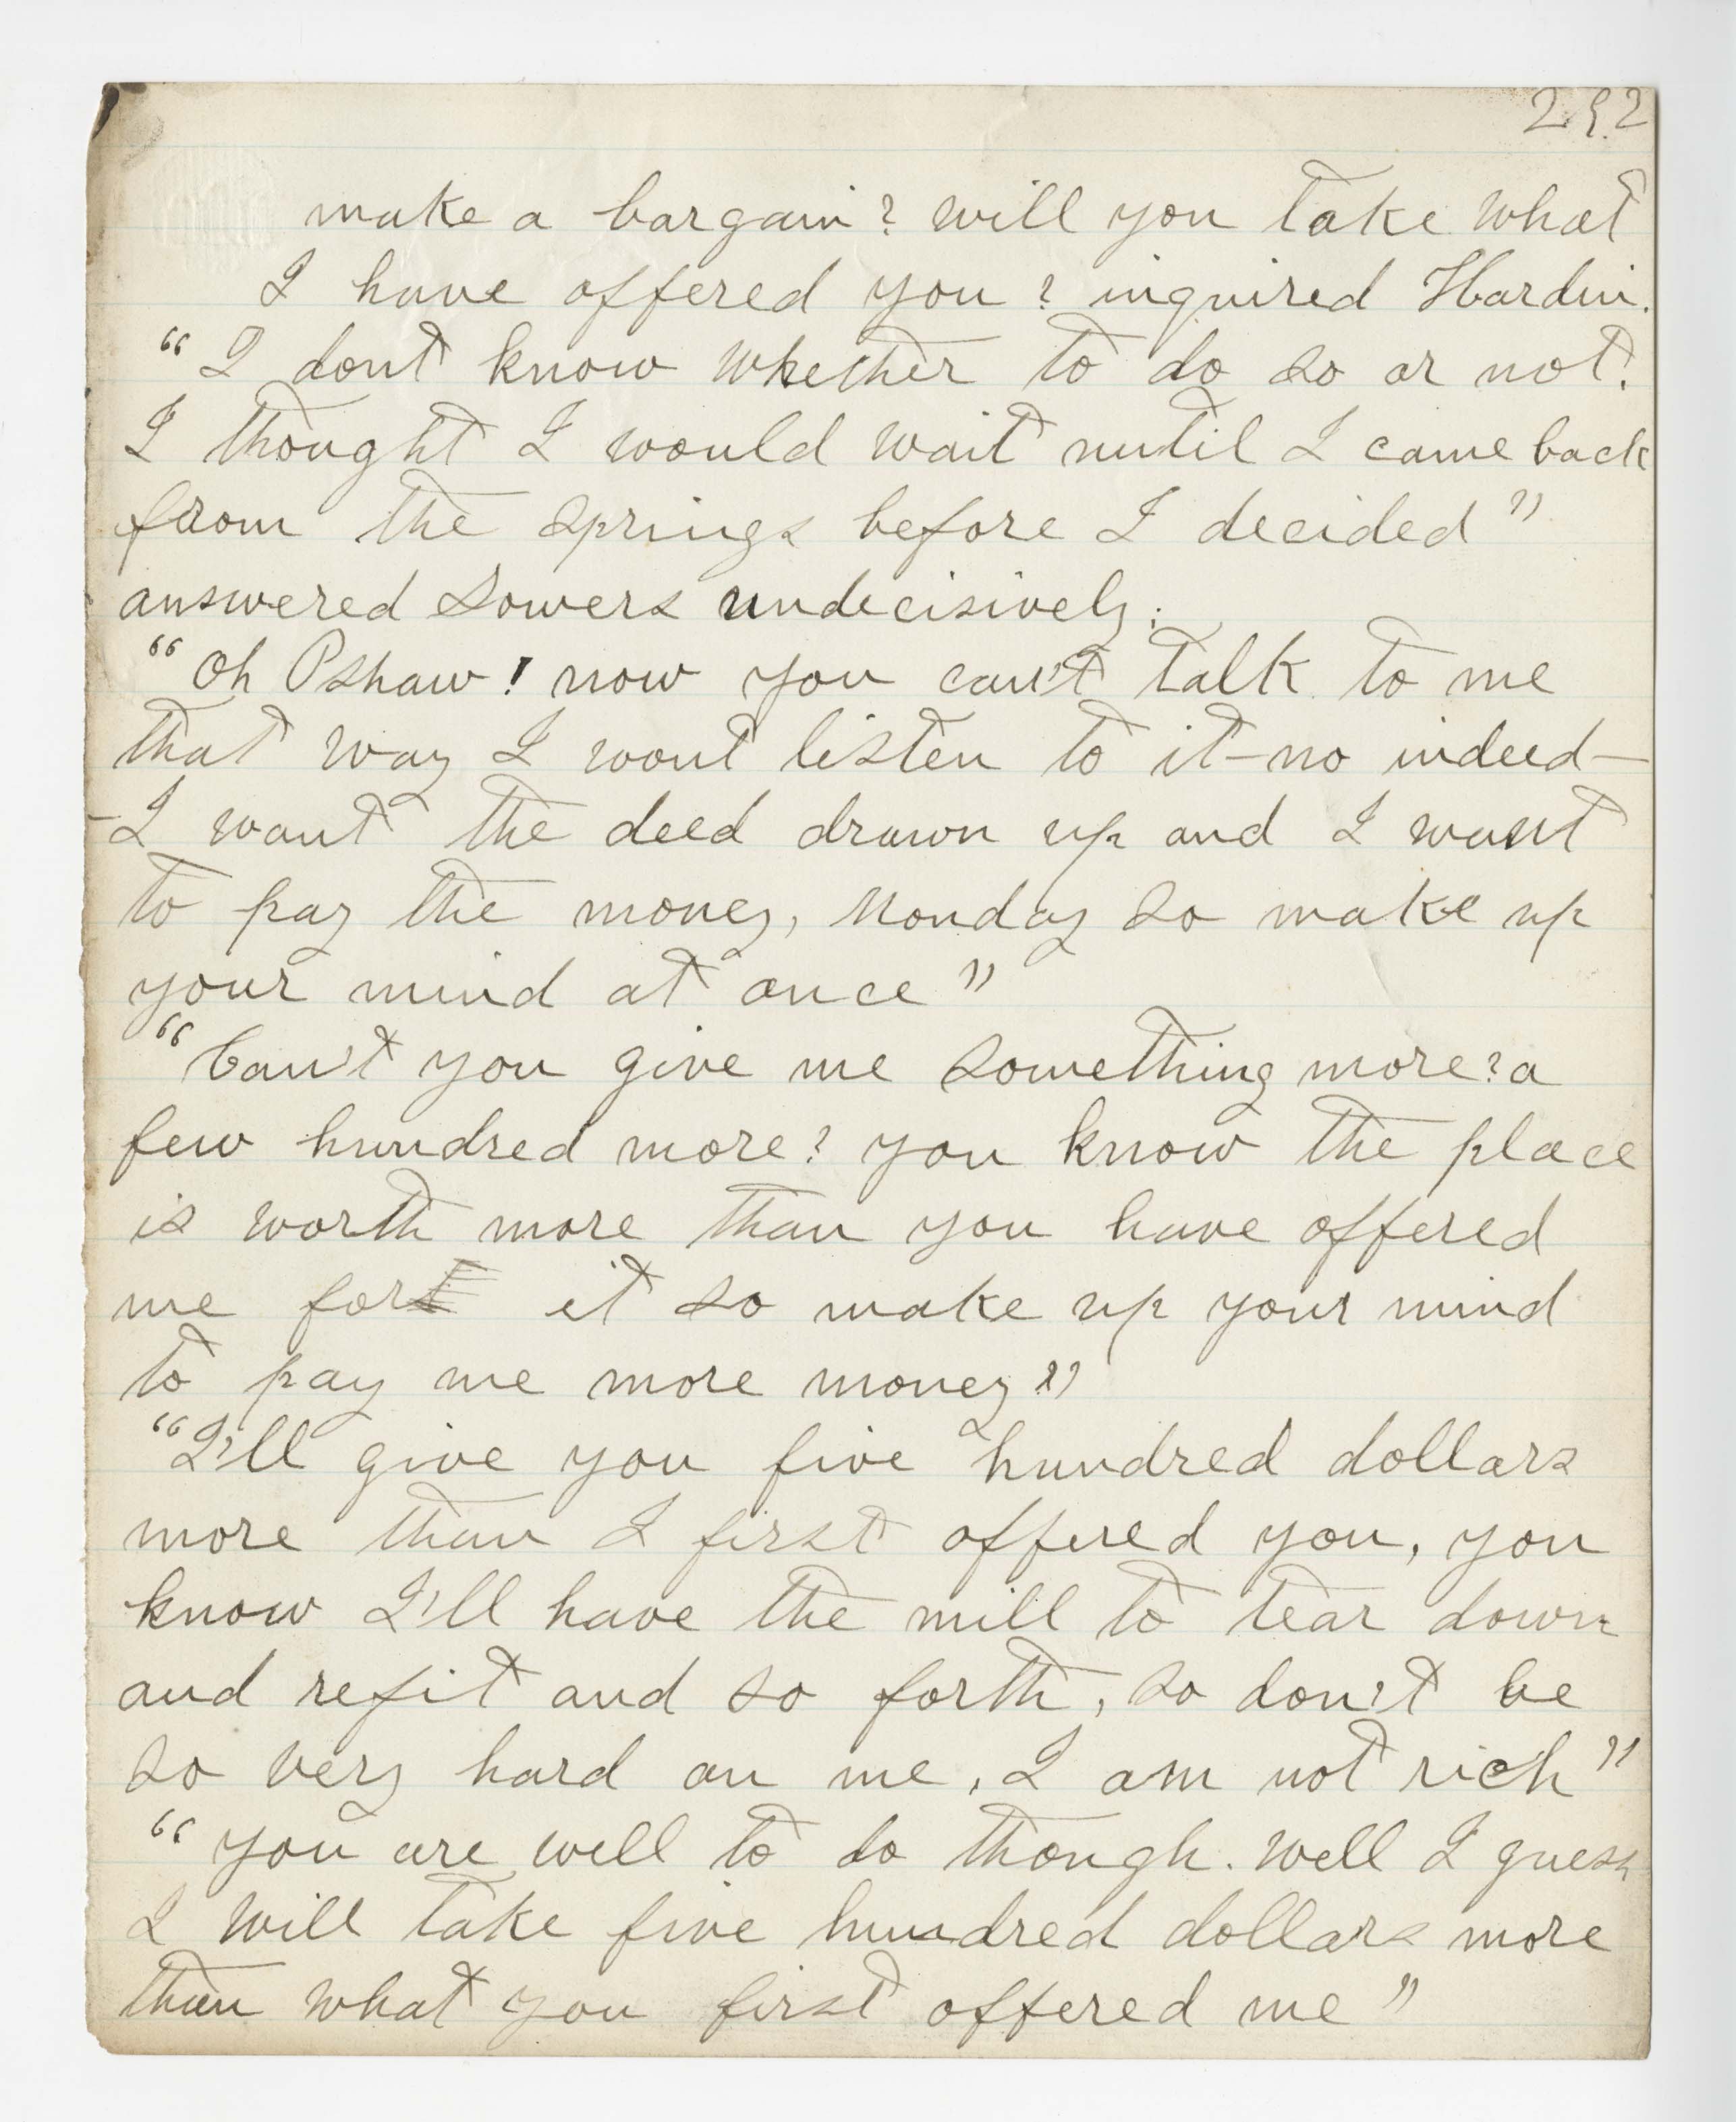 292
make a bargain? will you take what
I have offered you? inquired Hardin.
"I dont know whether to do so or not.
I thought I would wait until I came back
from the springs before I decided"
answered Sowers undecisively.
"Oh Pshaw! now you can't talk to me
that way I wont listen to it—no indeed—
—I want the deed drawn up and I want
to pay the money, Monday so make up
your mind at once"
"Can't you give me something more? a
few hundred more? you know the place
is worth more than you have offered
me for it so make up your mind
to pay me more money"
"I'll give you five hundred dollars
more than I first offered you, you
know I'll have the mill to tear down
and refit and so forth, so don't be
so very hard on me, I am not rich"
"you are well to do though. Well I guess
I will take five hundred dollars more
than what you first offered me"